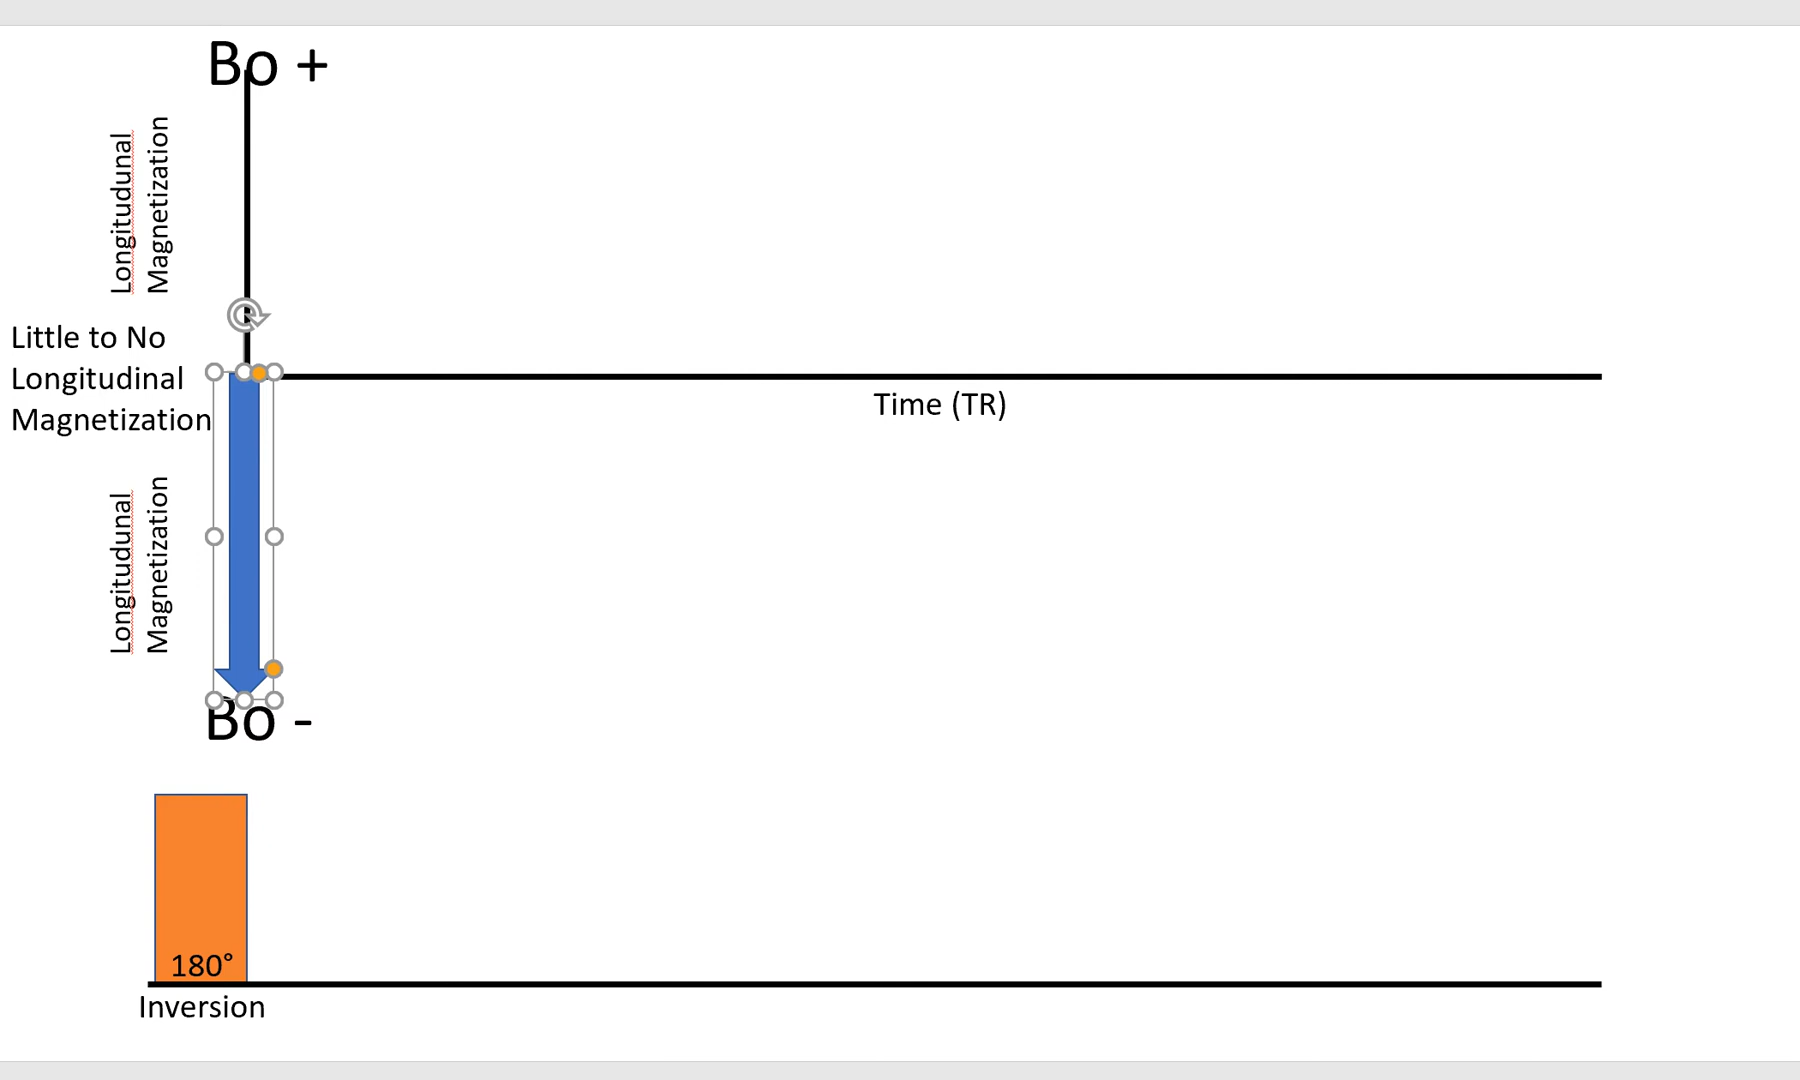 Bo +
Longitudunal
Magnetization
Little to No
Longitudinal
Magnetization
Time (TR)
Longitudunal
Magnetization
Bo -
180°
Inversion